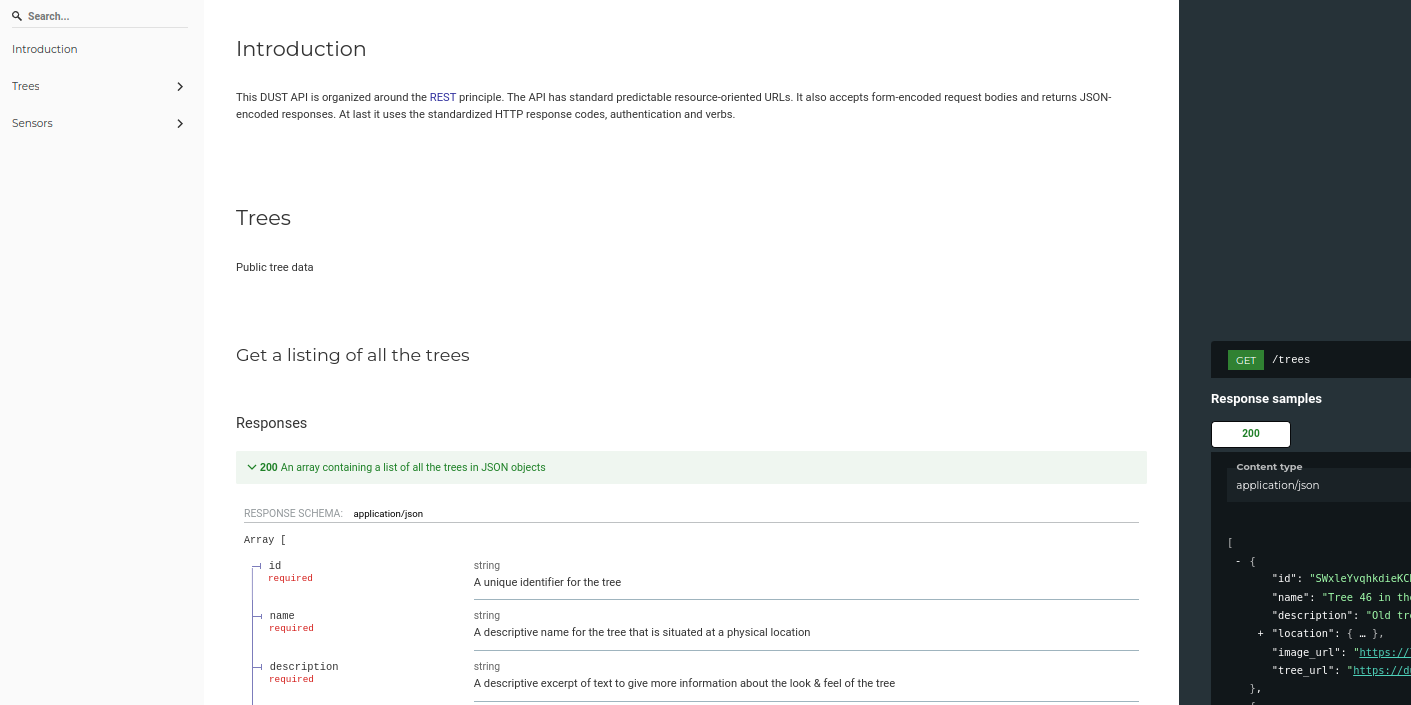 Search...
Introduction
Trees
Sensors
Introduction
This DUST API is organized around the REST principle. The API has standard predictable resource-oriented URLs. It also accepts form-encoded request bodies and returns JSON-
encoded responses. At last it uses the standardized HTTP response codes, authentication and verbs.
Trees
Public tree data
Get a listing of all the trees
Responses
200 An array containing a list of all the trees in JSON objects
RESPONSE SCHEMA: application/json
Array [
id string
required A unique identifier for the tree
name string
required A descriptive name for the tree that is situated at a physical location
description string
required A descriptive excerpt of text to give more information about the look & feel of the tree
GET /trees
Response samples
200
Content type
application/json
[
- {
"id": "SWxleYvqhkdieKC
"name": "Tree 46 in the
"description": "Old tr
+ "location": { … },
"image_url": "https://
"tree_url": "https://d
},